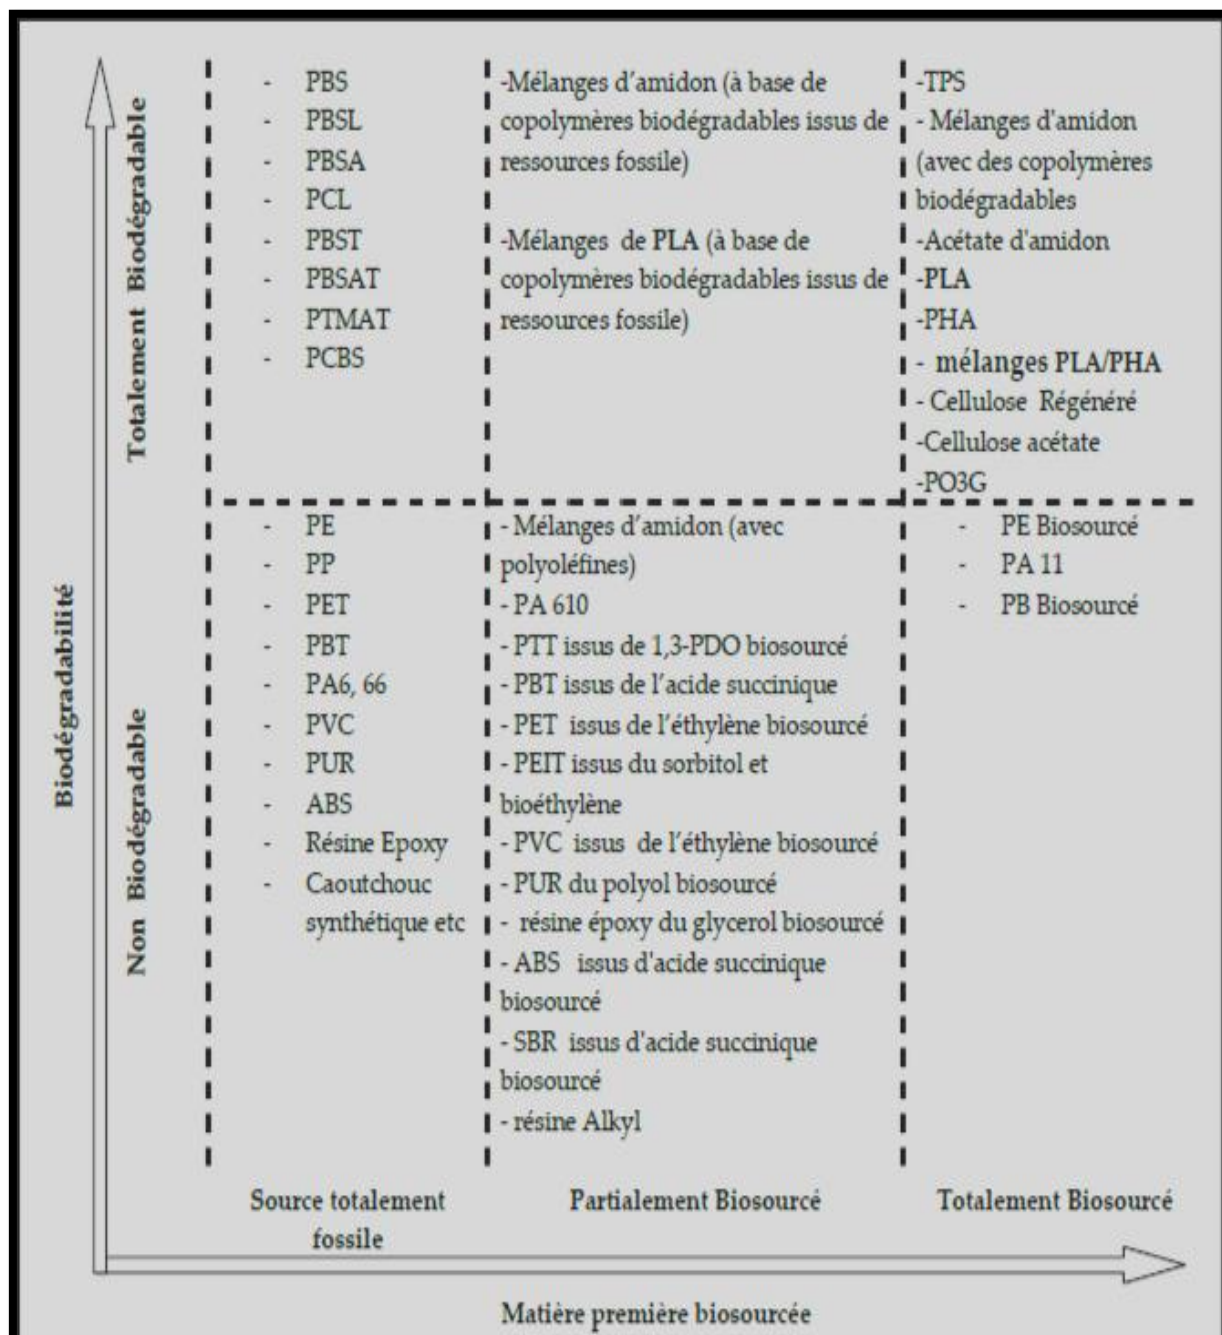 Biodégradabilité
Totalement Biodégradable
- PBS
- PBSL
- PBSA
- PCL
- PBST
- PBSAT
- PTMAT
- PCBS
-Mélanges d'amidon (à base de
copolymères biodégradables issus de
ressources fossile)
-Mélanges de PLA (à base de
copolymères biodégradables issus de
ressources fossile)
-TPS
- Mélanges d'amidon
(avec des copolymères
biodégradables
-Acétate d'amidon
-PLA
-PHA
- mélanges PLA/PHA
- Cellulose Régénéré
-Cellulose acétate
-PO3G
Non Biodégradable
- PE
- PP
- PET
- PBT
- PA6, 66
- PVC
- PUR
- ABS
- Résine Epoxy
- Caoutchouc
synthétique etc
- Mélanges d'amidon (avec
polyoléfines)
- PA 610
- PTT issus de 1,3-PDO biosourcé
- PBT issus de l'acide succinique
- PET issus de l'éthylène biosourcé
- PEIT issus du sorbitol et
bioéthylène
- PVC issus de l'éthylène biosourcé
- PUR du polyol biosourcé
- résine époxy du glycerol biosourcé
- ABS issus d'acide succinique
biosourcé
- SBR issus d'acide succinique
biosourcé
- résine Alkyl
- PE Biosourcé
- PA 11
- PB Biosourcé
Source totalement
fossile
Partialement Biosourcé
Totalement Biosourcé
Matière première biosourcée